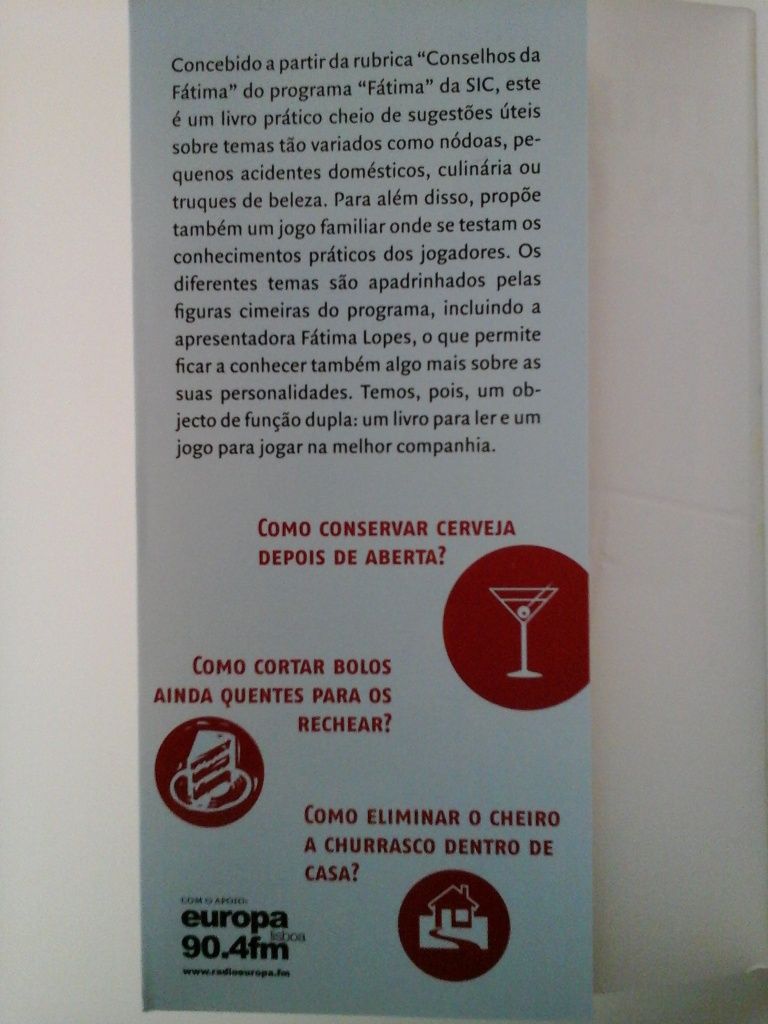 Concebido a partir da rubrica “Conselhos da
Fátima” do programa “Fátima” da SIC, este
é um livro prático cheio de sugestões úteis
sobre temas tão variados como nódoas, pe-
quenos acidentes domésticos, culinária ou
truques de beleza. Para além disso, propõe
também um jogo familiar onde se testam os
conhecimentos práticos dos jogadores. Os
diferentes temas são apadrinhados pelas
figuras cimeiras do programa, incluindo a
apresentadora Fátima Lopes, o que permite
ficar a conhecer também algo mais sobre as
suas personalidades. Temos, pois, um ob-
jecto de função dupla: um livro para ler e um
jogo para jogar na melhor companhia.
COMO CONSERVAR CERVEJA
DEPOIS DE ABERTA?
COMO CORTAR BOLOS
AINDA QUENTES PARA OS
RECHEAR?
COMO ELIMINAR O CHEIRO
A CHURRASCO DENTRO DE
CASA?
COM O APOIO:
europa
lisboa
90.4fm
www.radioeuropa.fm